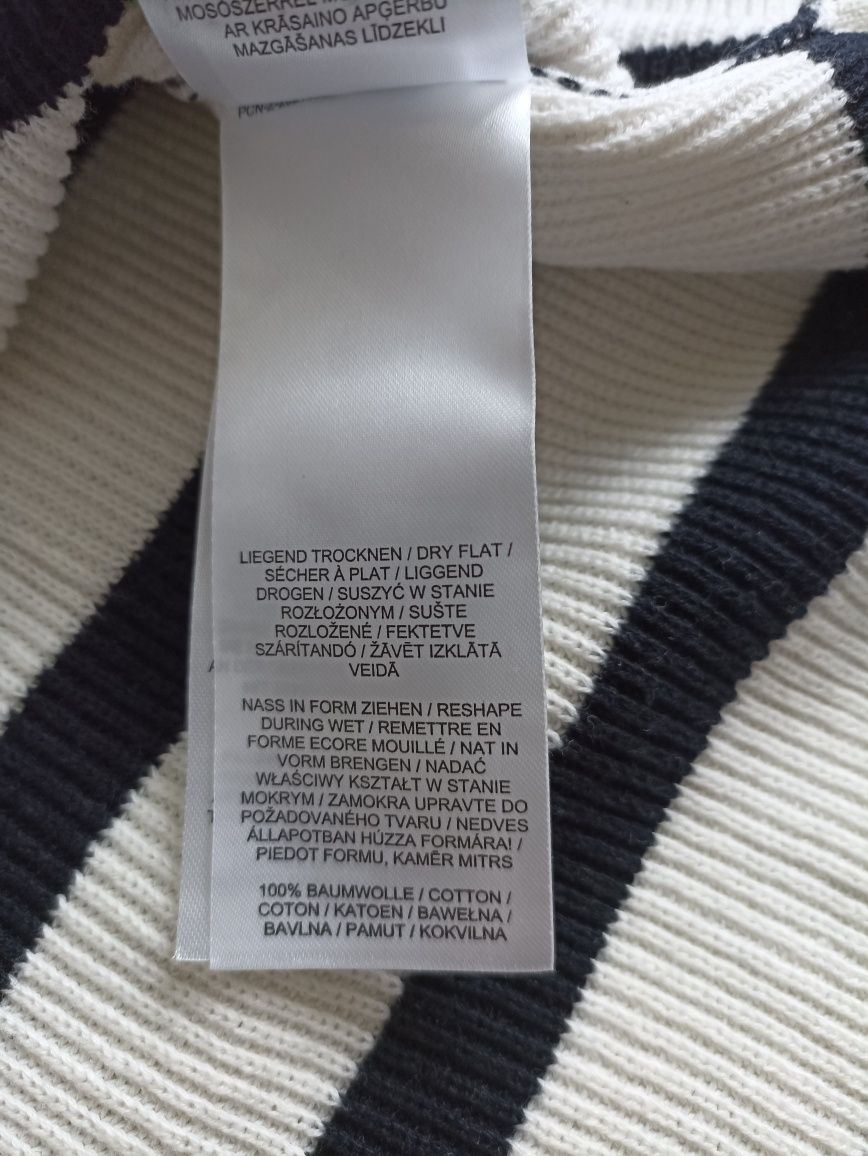 MOSÓSZERREL
AR KRĀSAINO APĢĒRBU
MAZGĀŠANAS LĪDZEKLI
LIEGEND TROCKNEN / DRY FLAT /
SÉCHER À PLAT / LIGGEND
DROGEN / SUSZYĆ W STANIE
ROZŁOŻONYM / SUŠTE
ROZLOŽENÉ / FEKTETVE
SZÁRÍTANDÓ / ŽĀVĒT IZKLĀTĀ
VEIDĀ
NASS IN FORM ZIEHEN / RESHAPE
DURING WET / REMETTRE EN
FORME ECORE MOUILLÉ / NAT IN
VORM BRENGEN / NADAĆ
WŁAŚCIWY KSZTAŁT W STANIE
MOKRYM / ZAMOKRA UPRAVTE DO
POŽADOVANÉHO TVARU / NEDVES
ÁLLAPOTBAN HÚZZA FORMÁRA! /
PIEDOT FORMU, KAMĒR MITRS
100% BAUMWOLLE / COTTON /
COTON / KATOEN / BAWEŁNA /
BAVLNA / PAMUT / KOKVILNA